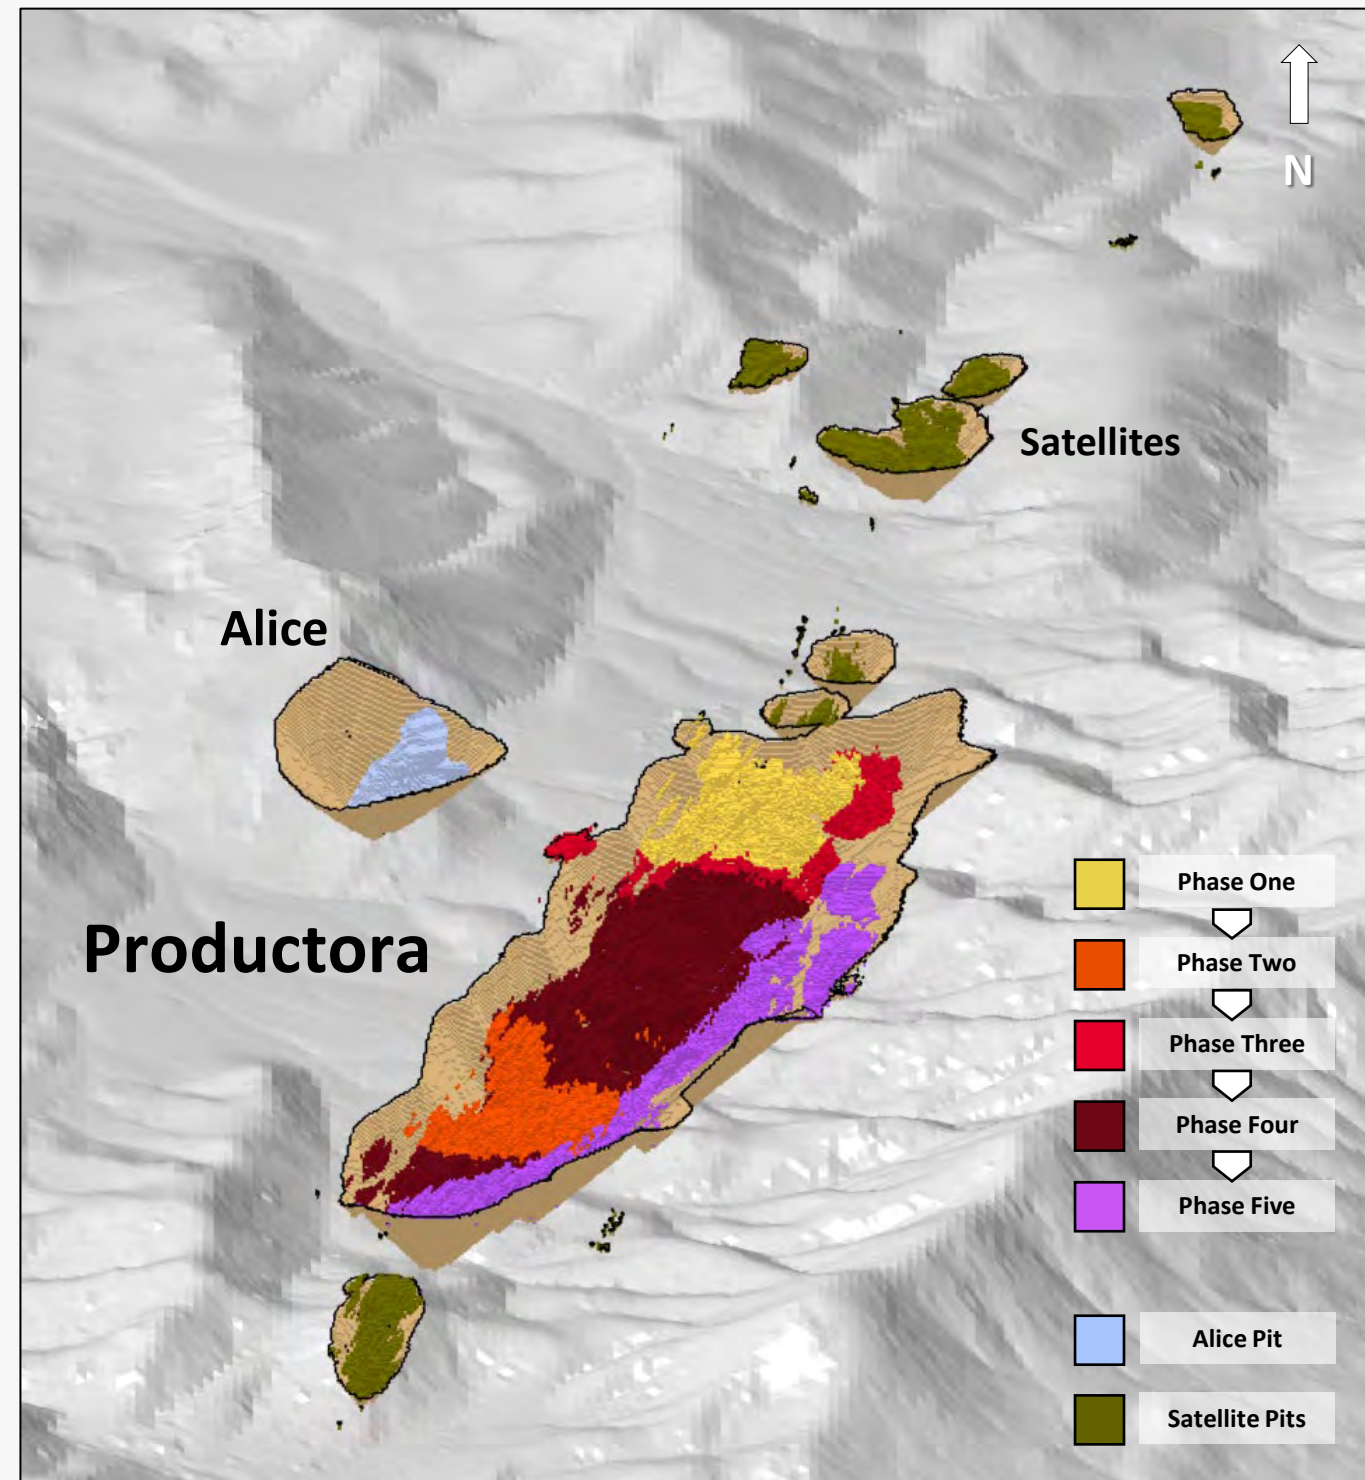 N
Satellites
Alice
Productora
Phase One
Phase Two
Phase Three
Phase Four
Phase Five
Alice Pit
Satellite Pits